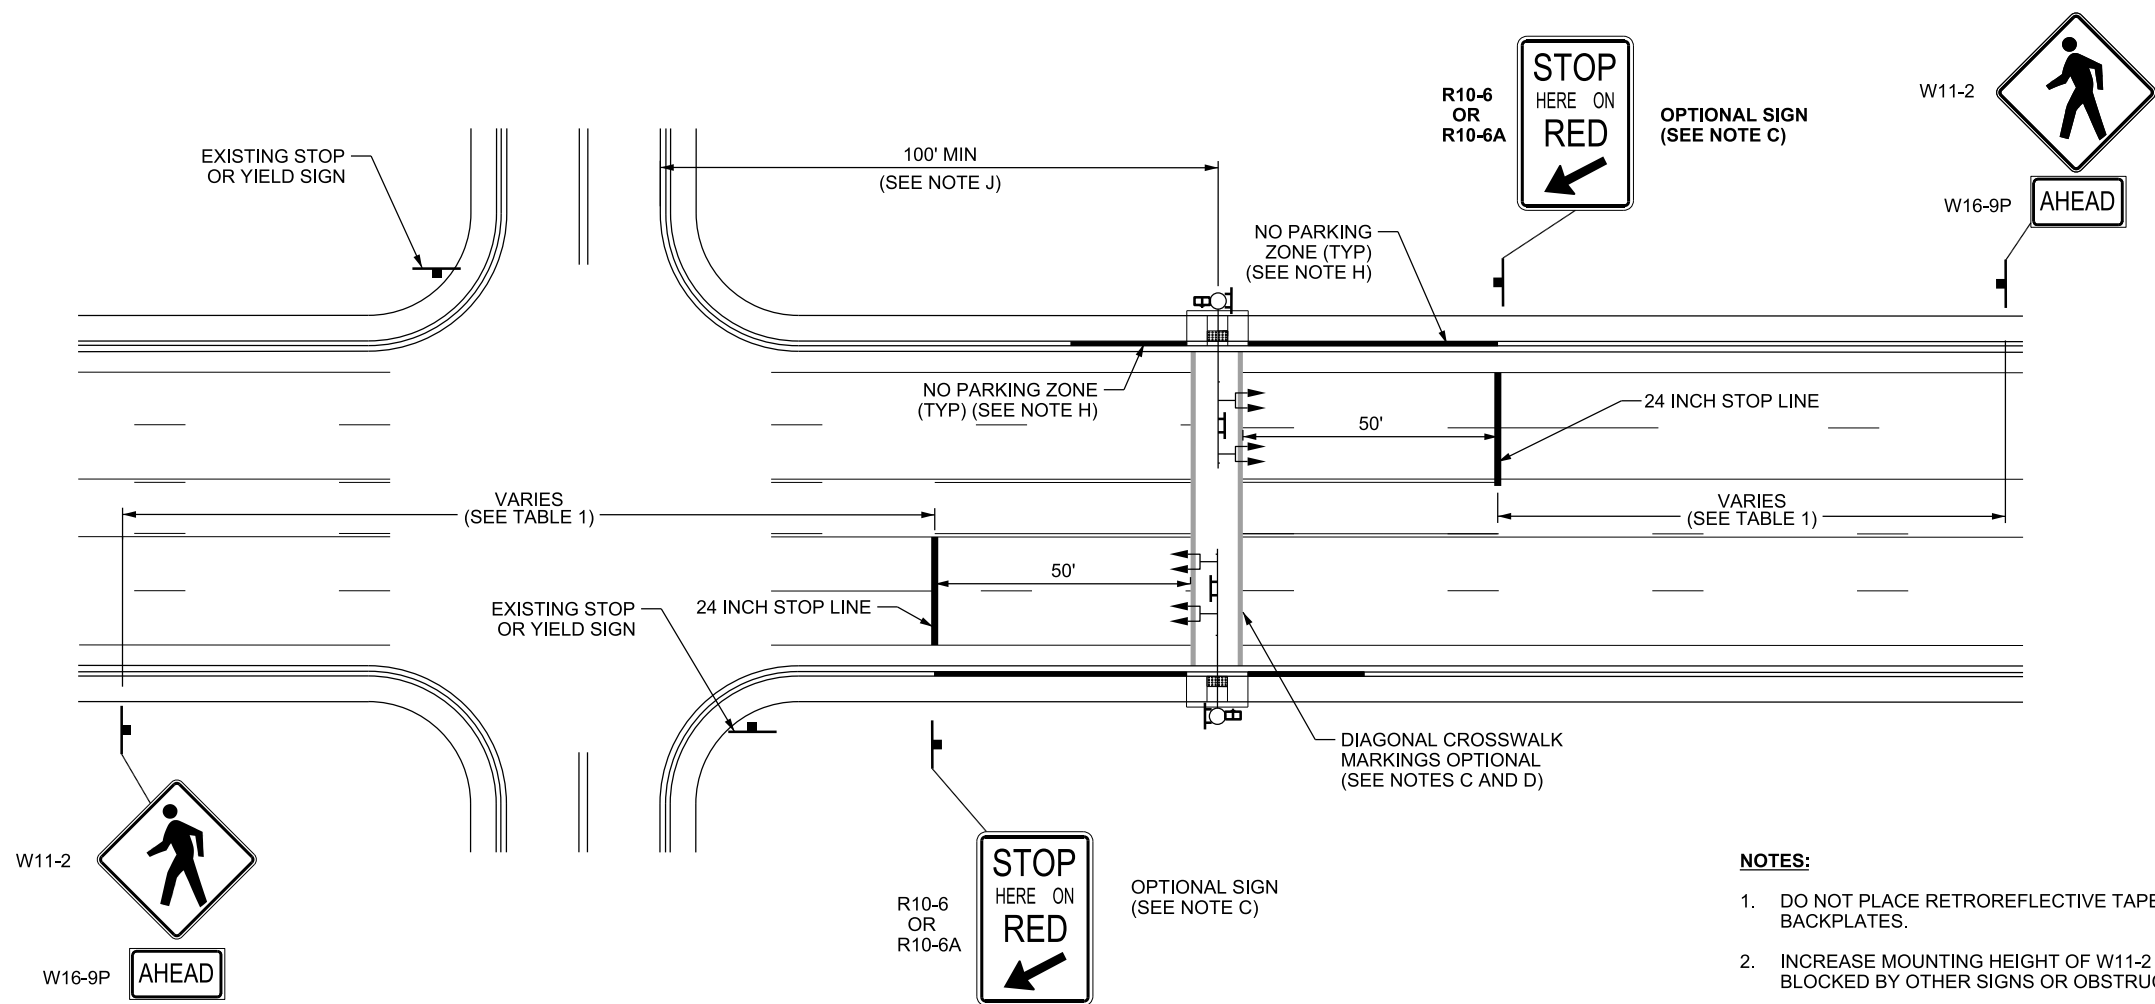 STOP
HERE ON
RED
R10-6
OR
R10-6A
OPTIONAL SIGN
(SEE NOTE C)
W11-2
W16-9P
AHEAD
EXISTING STOP
OR YIELD SIGN
100' MIN
(SEE NOTE J)
NO PARKING
ZONE (TYP)
(SEE NOTE H)
NO PARKING ZONE
(TYP) (SEE NOTE H)
50'
24 INCH STOP LINE
VARIES
(SEE TABLE 1)
VARIES
(SEE TABLE 1)
50'
24 INCH STOP LINE
EXISTING STOP
OR YIELD SIGN
DIAGONAL CROSSWALK
MARKINGS OPTIONAL
(SEE NOTES C AND D)
W11-2
W16-9P
AHEAD
R10-6
OR
R10-6A
STOP
HERE ON
RED
OPTIONAL SIGN
(SEE NOTE C)
NOTES:
1. DO NOT PLACE RETROREFLECTIVE TAPE
BACKPLATES.
2. INCREASE MOUNTING HEIGHT OF W11-2
BLOCKED BY OTHER SIGNS OR